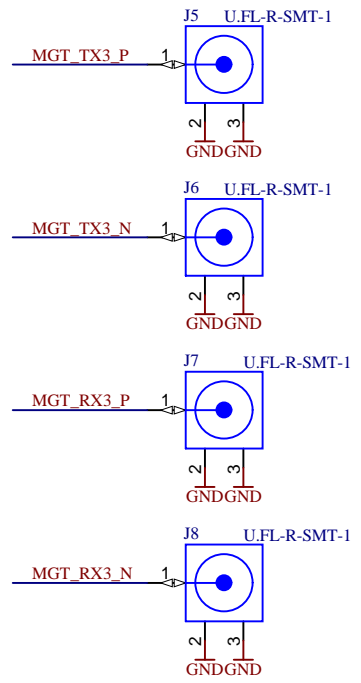 J5 U.FL-R-SMT-1
MGT_TX3_P 1
2 3
GND GND
J6 U.FL-R-SMT-1
MGT_TX3_N 1
2 3
GND GND
J7 U.FL-R-SMT-1
MGT_RX3_P 1
2 3
GND GND
J8 U.FL-R-SMT-1
MGT_RX3_N 1
2 3
GND GND